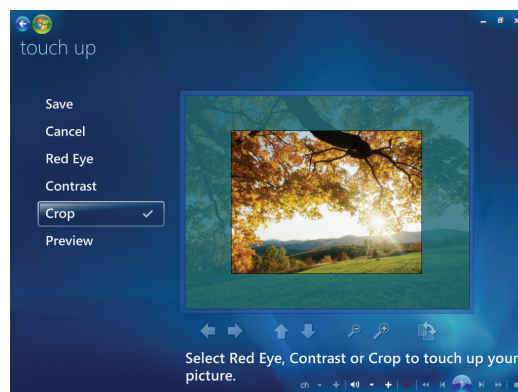 touch up
Save
Cancel
Red Eye
Contrast
Crop
Preview
Select Red Eye, Contrast or Crop to touch up your
picture.
ch - +